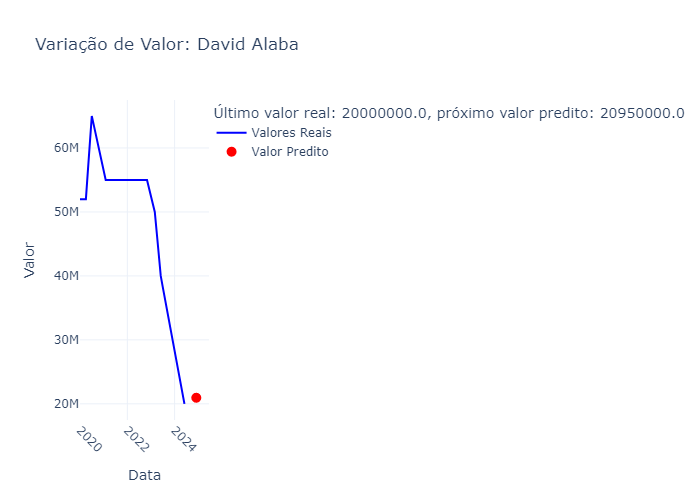 Variação de Valor: David Alaba
Último valor real: 20000000.0, próximo valor predito: 20950000.0
Valores Reais
Valor Predito
60M
50M
40M
30M
20M
Valor
2020
2022
2024
Data